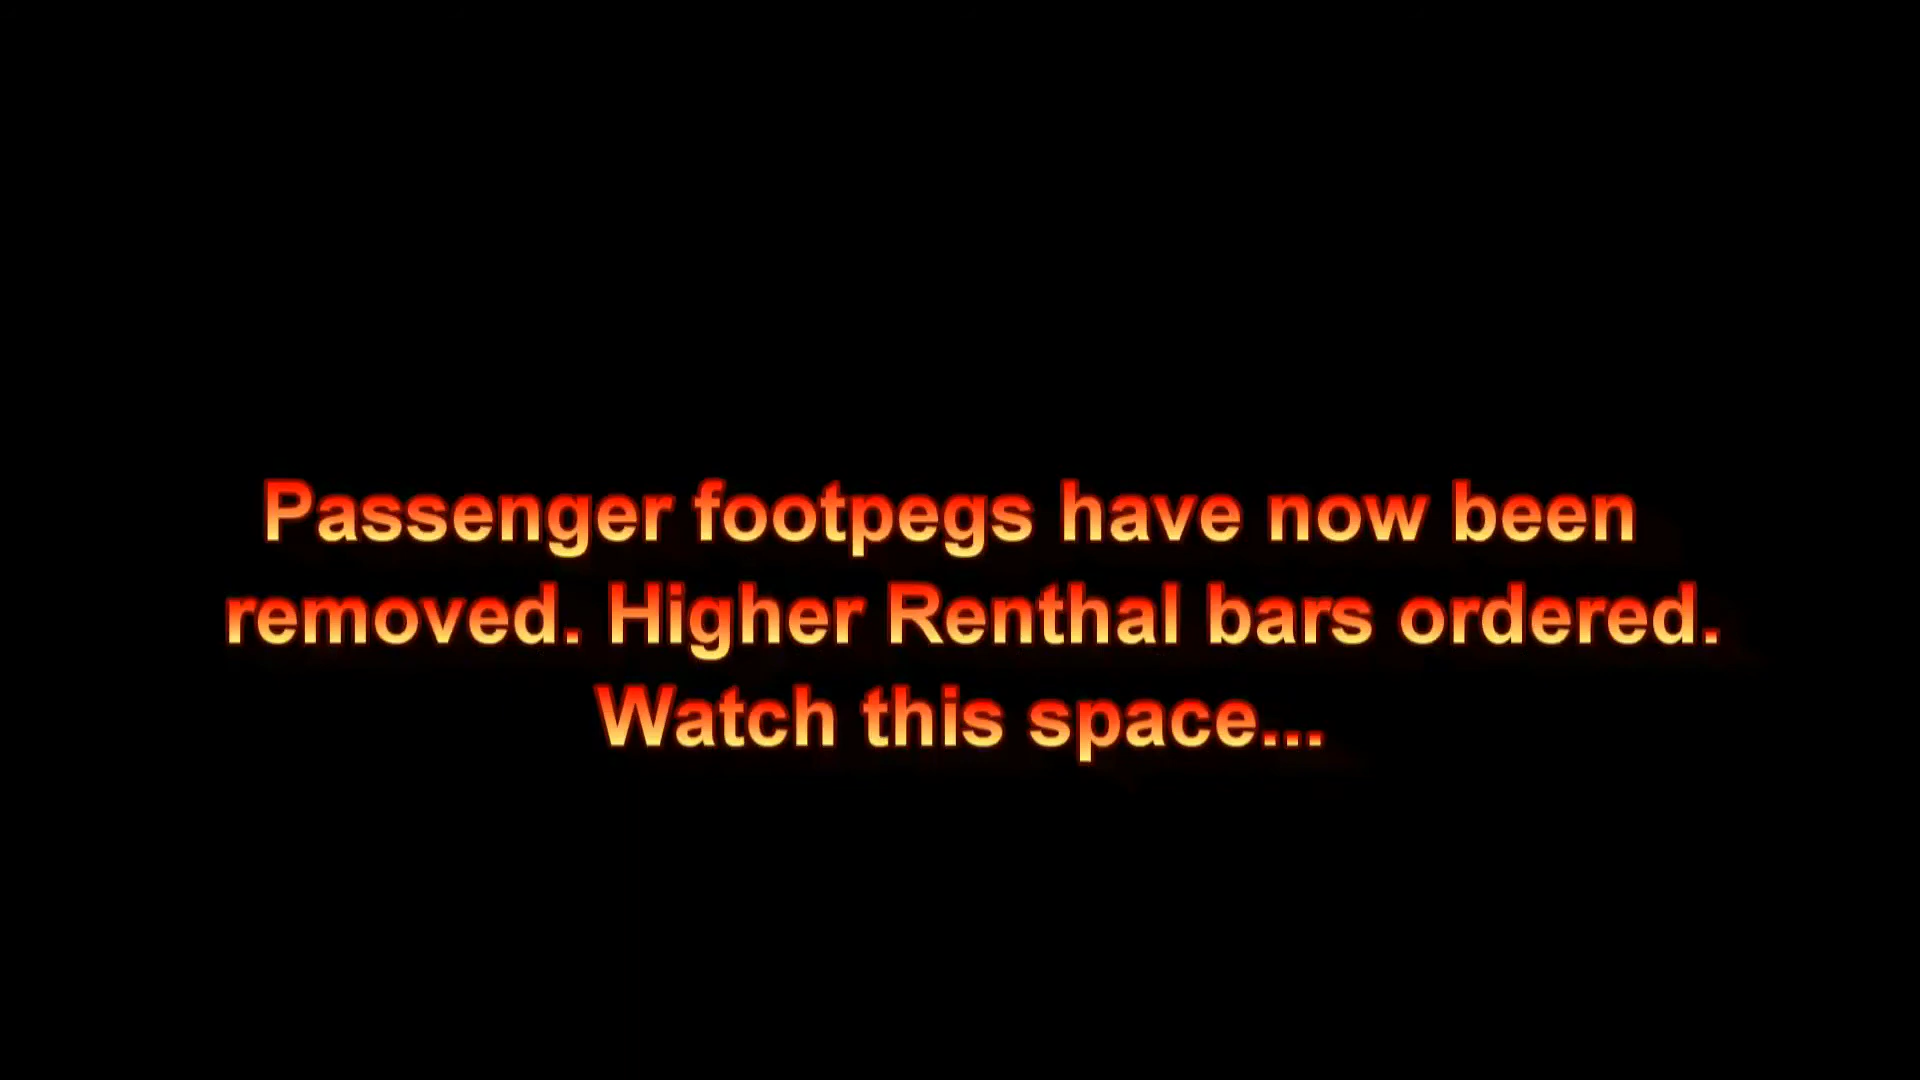 Passenger footpegs have now been
removed. Higher Renthal bars ordered.
Watch this space...